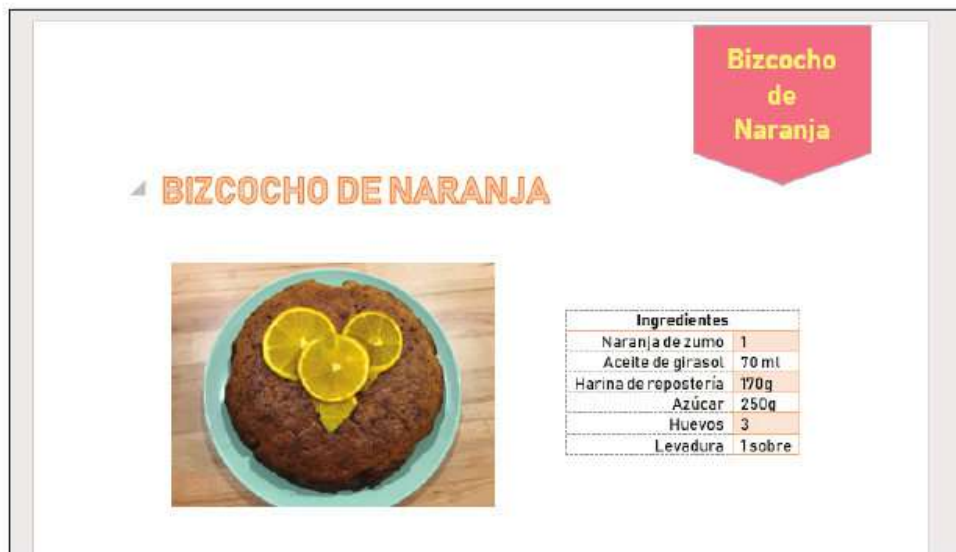 Bizcocho
de
Naranja
BIZCOCHO DE NARANJA
Ingredientes
Naranja de zumo 1
Aceite de girasol 70 ml
Harina de repostería 170g
Azúcar 250g
Huevos 3
Levadura 1 sobre